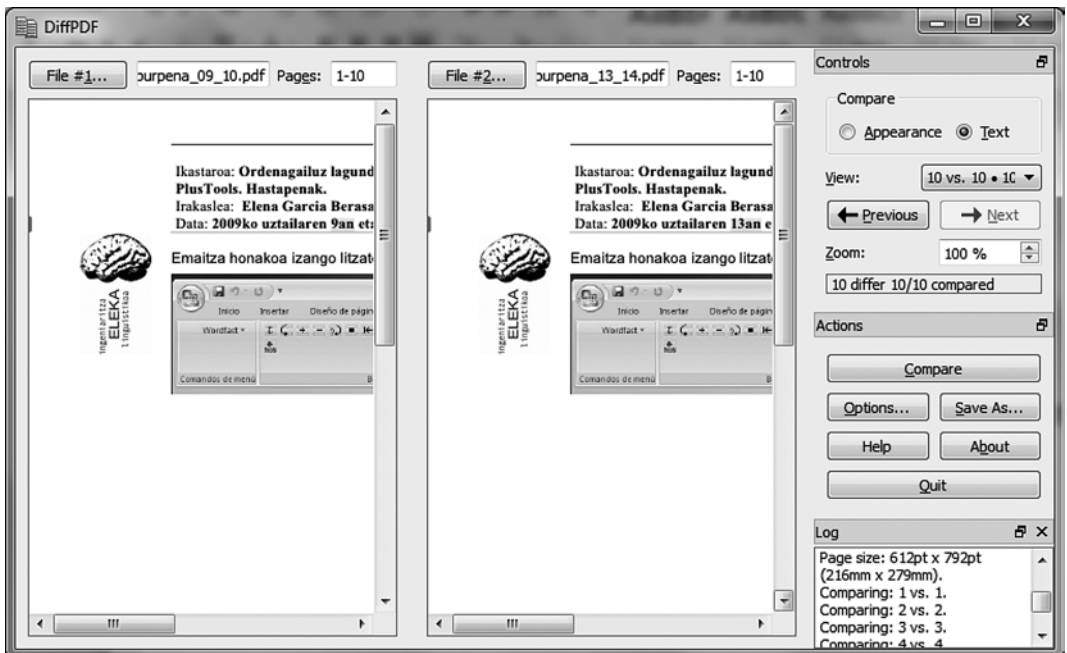 DiffPDF
File #1... ourpena_09_10.pdf Pages: 1-10
File #2... ourpena_13_14.pdf Pages: 1-10
Ikastaroa: Ordenagailuz lagund
PlusTools. Hastapenak.
Irakaslea: Elena Garcia Berasa
Data: 2009ko uztailaren 9an eta
Emaitza honakoa izango litzat
ELEKA
ingeniaritza
linguistikoa
Inicio Insertar Diseño de págin
Wordfast
Comandos de menú B
Ikastaroa: Ordenagailuz lagund
PlusTools. Hastapenak.
Irakaslea: Elena Garcia Berasa
Data: 2009ko uztailaren 13an e
Emaitza honakoa izango litzat
ELEKA
ingeniaritza
linguistikoa
Inicio Insertar Diseño de págin
Wordfast
Comandos de menú B
Controls
Compare
Appearance Text
View: 10 vs. 10 • 10
Previous Next
Zoom: 100 %
10 differ 10/10 compared
Actions
Compare
Options... Save As...
Help About
Quit
Log
Page size: 612pt x 792pt
(216mm x 279mm).
Comparing: 1 vs. 1.
Comparing: 2 vs. 2.
Comparing: 3 vs. 3.
Comparing: 4 vs. 4